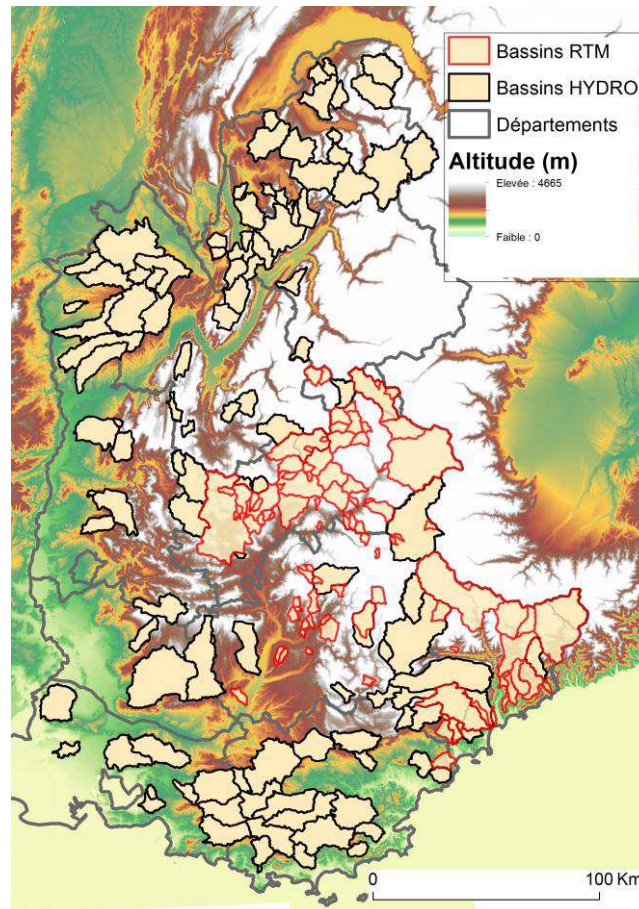 Bassins RTM
Bassins HYDRO
Départements
Altitude (m)
Elevée : 4665
Faible : 0
0 100 Km